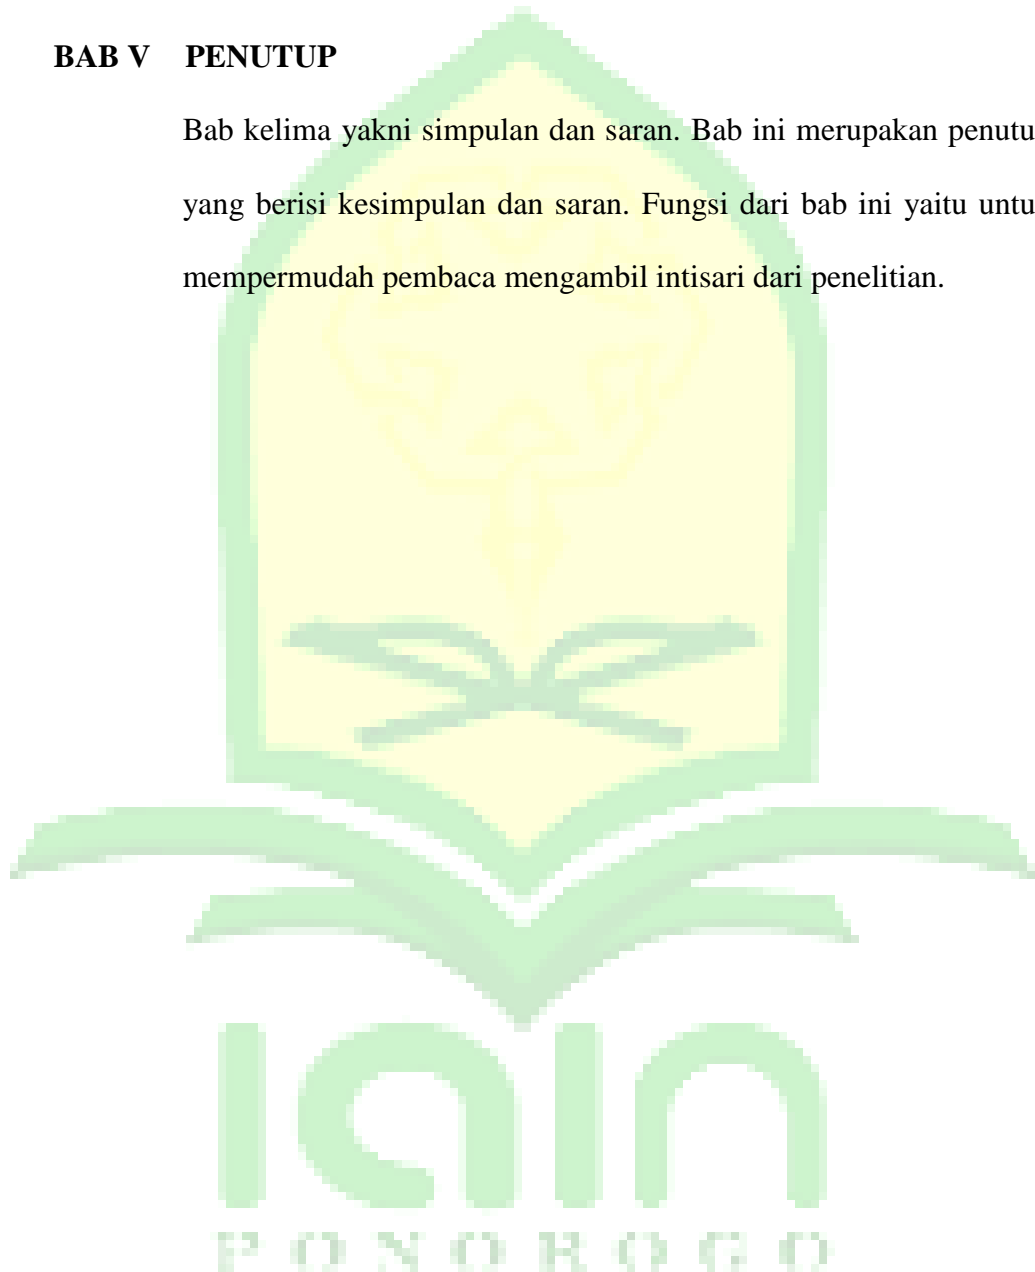 BAB V PENUTUP
Bab kelima yakni simpulan dan saran. Bab ini merupakan penutu
yang berisi kesimpulan dan saran. Fungsi dari bab ini yaitu untu
mempermudah pembaca mengambil intisari dari penelitian.
iain
PONOROGO